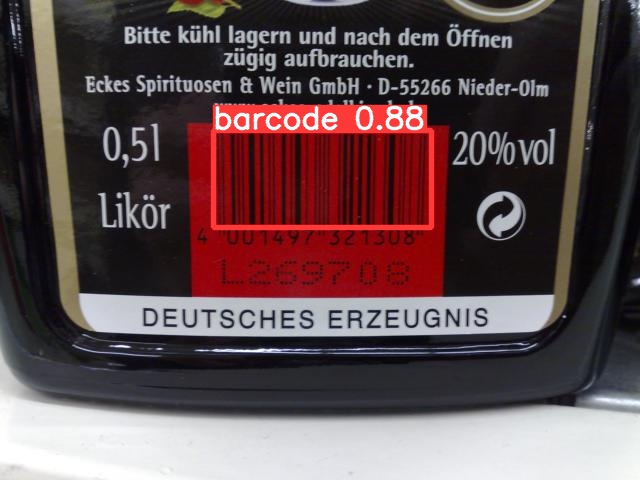 Bitte kühl lagern und nach dem Öffnen
zügig aufbrauchen.
Eckes Spirituosen & Wein GmbH · D-55266 Nieder-Olm
barcode 0.88
0,5l
20%vol
Likör
4 001497 321308
L269708
DEUTSCHES ERZEUGNIS